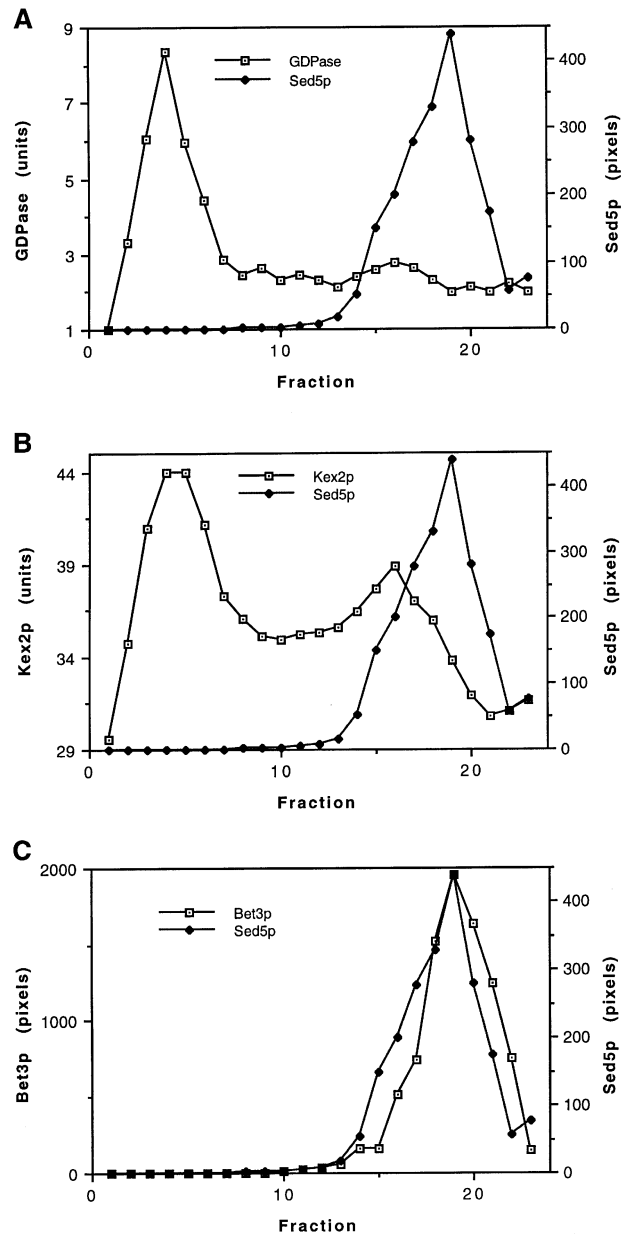 A
GDPase
Sed5p
9
7
5
3
1
400
300
200
100
0
GDPase (units)
Sed5p (pixels)
0
10
20
Fraction
B
Kex2p
Sed5p
44
39
34
29
400
300
200
100
0
Kex2p (units)
Sed5p (pixels)
0
10
20
Fraction
C
Bet3p
Sed5p
2000
1000
0
400
300
200
100
0
Bet3p (pixels)
Sed5p (pixels)
0
10
20
Fraction